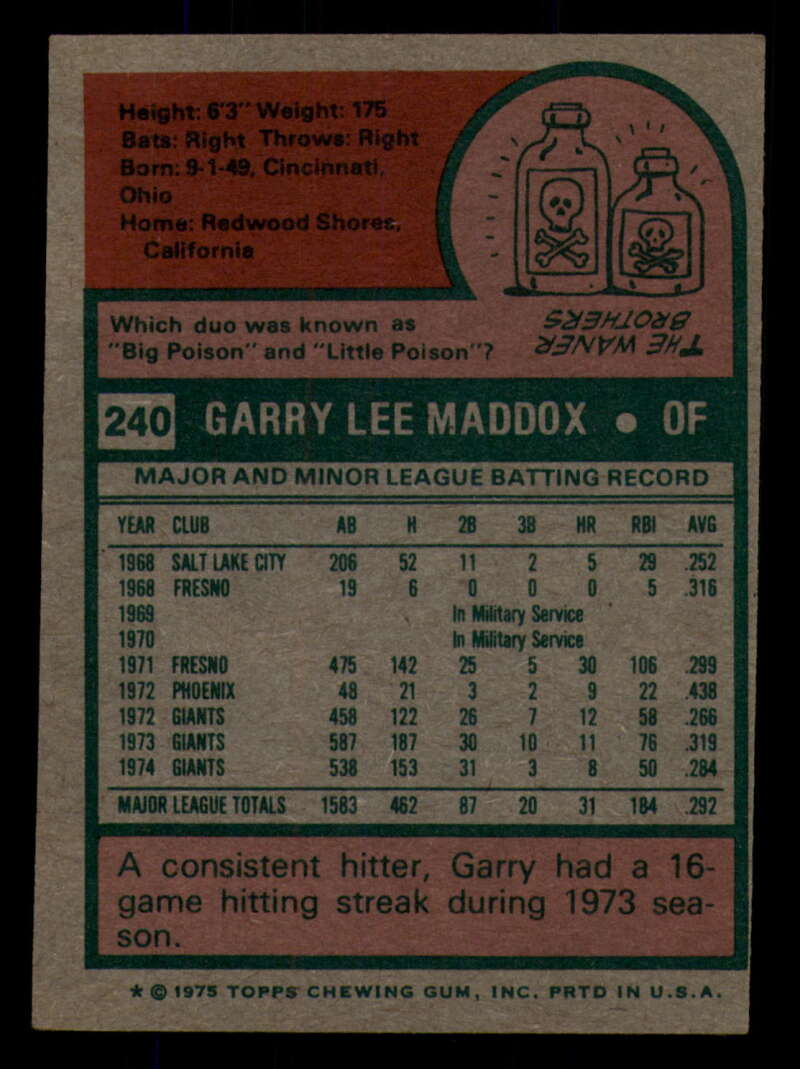 Height: 6'3" Weight: 175
Bats: Right Throws: Right
Born: 9-1-49, Cincinnati,
Ohio
Home: Redwood Shores,
California
Which duo was known as
"Big Poison" and "Little Poison"?
THE WANER
BROTHERS
240 GARRY LEE MADDOX • OF
MAJOR AND MINOR LEAGUE BATTING RECORD
YEAR CLUB AB H 2B 3B HR RBI AVG
1968 SALT LAKE CITY 206 52 11 2 5 29 .252
1968 FRESNO 19 6 0 0 0 5 .316
1969 In Military Service
1970 In Military Service
1971 FRESNO 475 142 25 5 30 106 .299
1972 PHOENIX 48 21 3 2 9 22 .438
1972 GIANTS 458 122 26 7 12 58 .266
1973 GIANTS 587 187 30 10 11 76 .319
1974 GIANTS 538 153 31 3 8 50 .284
MAJOR LEAGUE TOTALS 1583 462 87 20 31 184 .292
A consistent hitter, Garry had a 16-
game hitting streak during 1973 sea-
son.
* © 1975 TOPPS CHEWING GUM, INC. PRTD IN U.S.A.